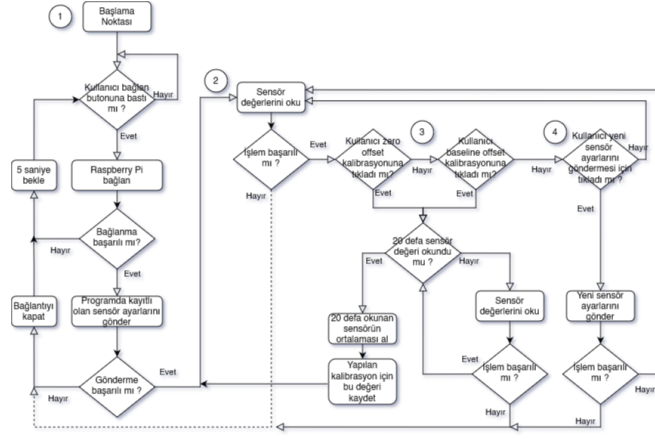 1
Başlama
Noktası
Kullanıcı bağlan
butonuna bastı
mı ?
Hayır
Evet
5 saniye
bekle
Raspberry Pi
bağlan
Bağlanma
başarılı mı?
Hayır
Evet
Bağlantıyı
kapat
Programda kayıtlı
olan sensör ayarlarını
gönder
Gönderme
başarılı mı ?
Evet
Hayır
2
Sensör
değerlerini oku
İşlem başarılı
mı ?
Evet
Hayır
3
Kullanıcı zero
offset
kalibrasyonuna
tıkladı mı?
Hayır
Evet
Kullanıcı
baseline offset
kalibrasyonuna
tıkladı mı?
Hayır
Evet
4
Kullanıcı yeni
sensör
ayarlarını
göndermesi için
tıkladı mı ?
Hayır
Evet
20 defa sensör
değeri okundu
mu ?
Evet
Hayır
20 defa okunan
sensörün
ortalaması al
Yapılan
kalibrasyon için
bu değeri
kaydet
Sensör
değerlerini oku
İşlem başarılı
mı ?
Evet
Hayır
Yeni sensör
ayarlarını
gönder
İşlem başarılı
mı ?
Hayır
Hayır